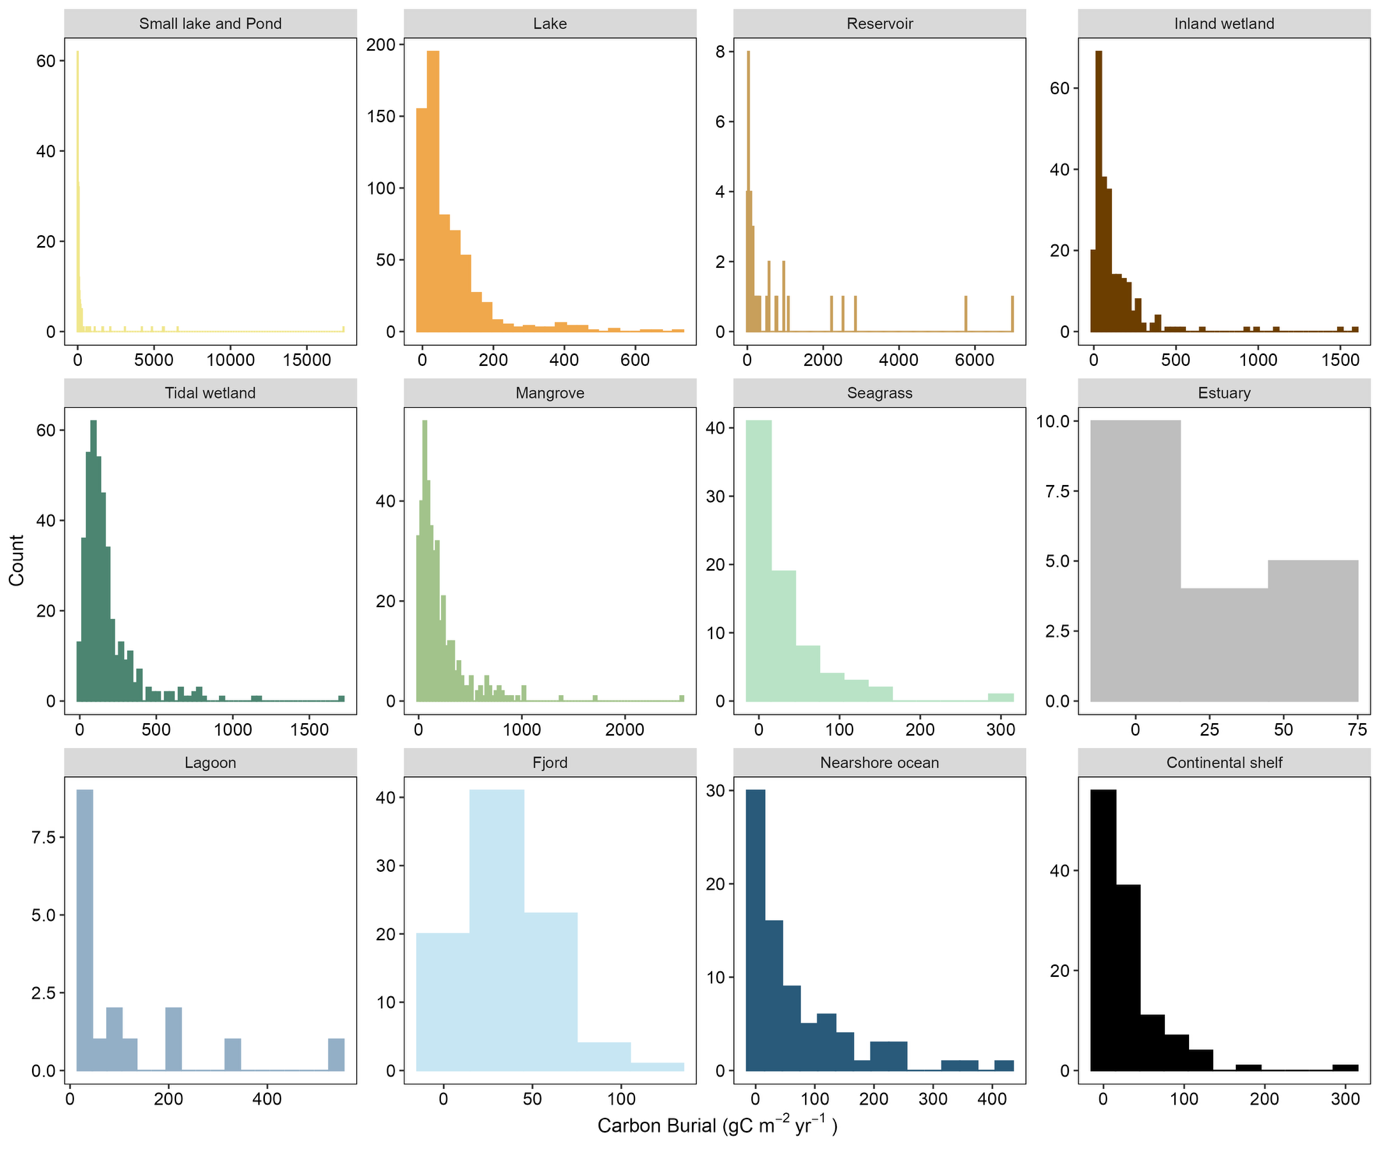 Small lake and Pond
Lake
Reservoir
Inland wetland
60
40
20
0
0 5000 10000 15000
200
150
100
50
0
0 200 400 600
8
6
4
2
0
0 2000 4000 6000
60
40
20
0
0 500 1000 1500
Tidal wetland
Mangrove
Seagrass
Estuary
Count
60
40
20
0
0 500 1000 1500
40
20
0
0 1000 2000
40
30
20
10
0
0 100 200 300
10.0
7.5
5.0
2.5
0.0
0 25 50 75
Lagoon
Fjord
Nearshore ocean
Continental shelf
7.5
5.0
2.5
0.0
0 200 400
40
30
20
10
0
0 50 100
30
20
10
0
0 100 200 300 400
40
20
0
0 100 200 300
Carbon Burial (gC m⁻² yr⁻¹ )